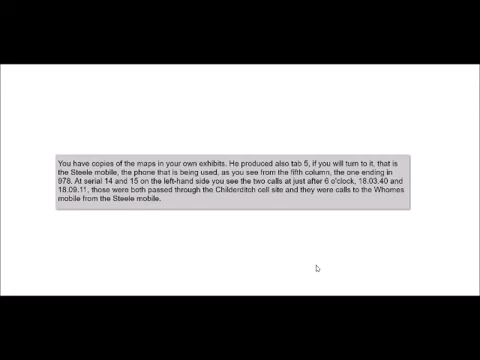 You have copies of the maps in your own exhibits. He produced also tab 5, if you will turn to it, that is
the Steele mobile, the phone that is being used, as you see from the fifth column, the one ending in
978. At serial 14 and 15 on the left-hand side you see the two calls at just after 6 o'clock, 18.03.40 and
18.09.11, those were both passed through the Childerditch cell site and they were calls to the Whomes
mobile from the Steele mobile.